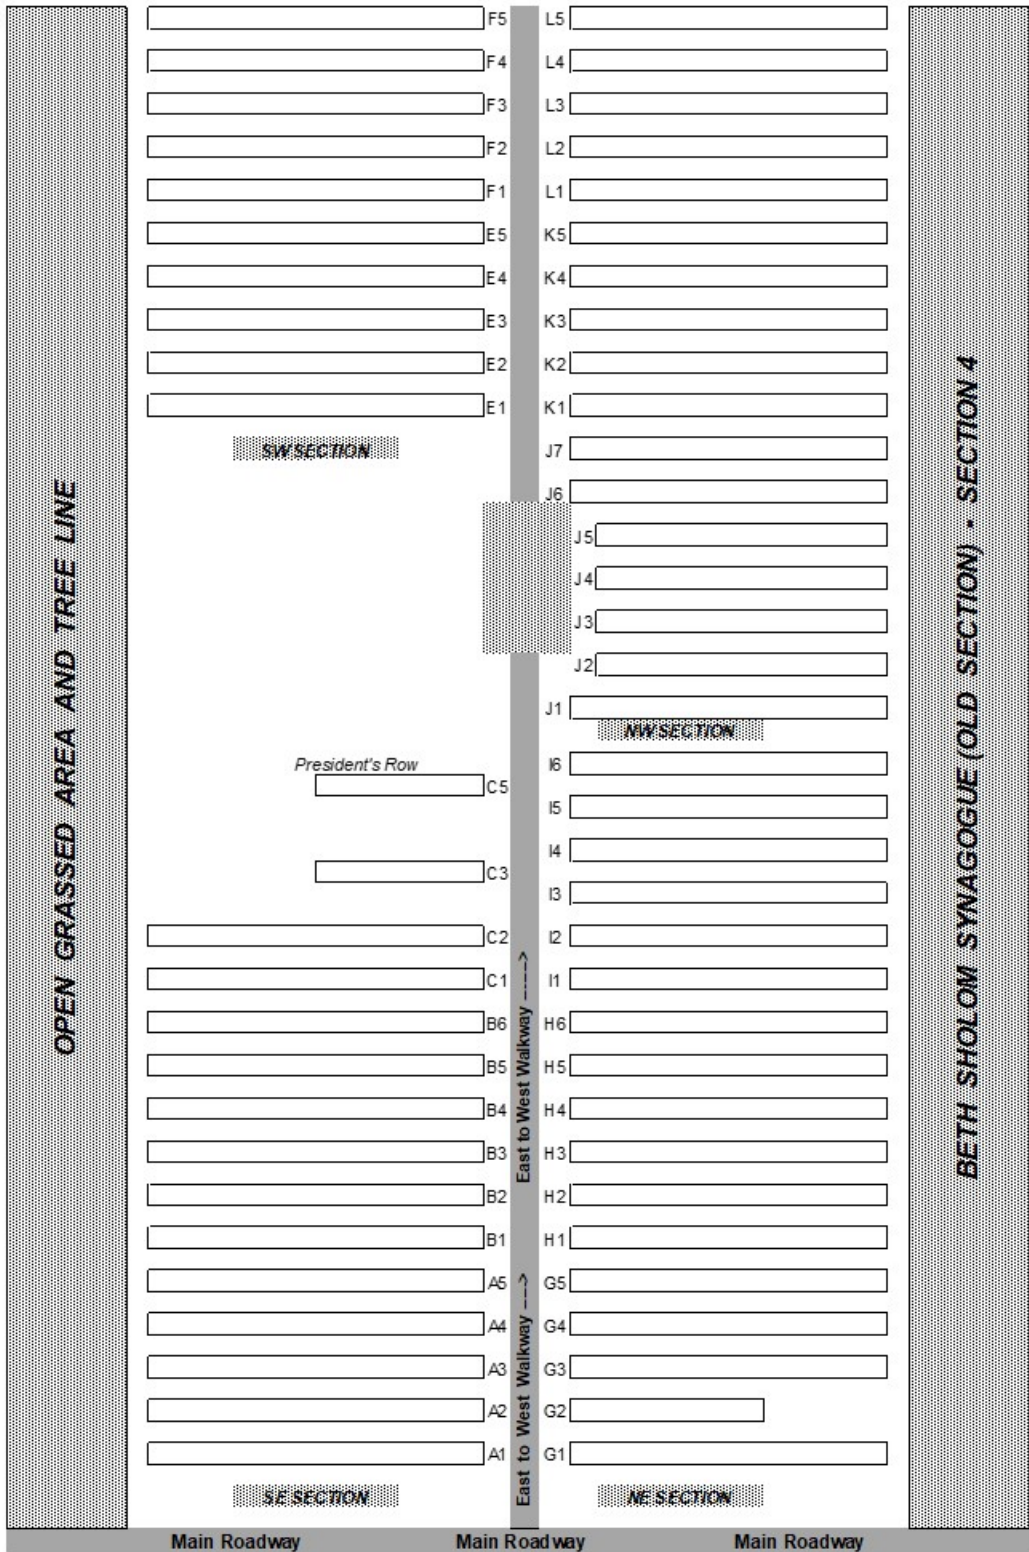 F5 L5
F4 L4
F3 L3
F2 L2
F1 L1
E5 K5
E4 K4
E3 K3
E2 K2
E1 K1
SW SECTION J7
J6
J5
J4
J3
J2
J1
NW SECTION
President's Row I6
C5
I5
I4
C3
I3
C2 I2
C1 I1
B6 H6
B5 H5
B4 H4
B3 H3
B2 H2
B1 H1
A5 G5
A4 G4
A3 G3
A2 G2
A1 G1
SE SECTION NE SECTION
Main Roadway Main Roadway Main Roadway
OPEN GRASSED AREA AND TREE LINE
East to West Walkway ----->
East to West Walkway ---->
BETH SHOLOM SYNAGOGUE (OLD SECTION) - SECTION 4